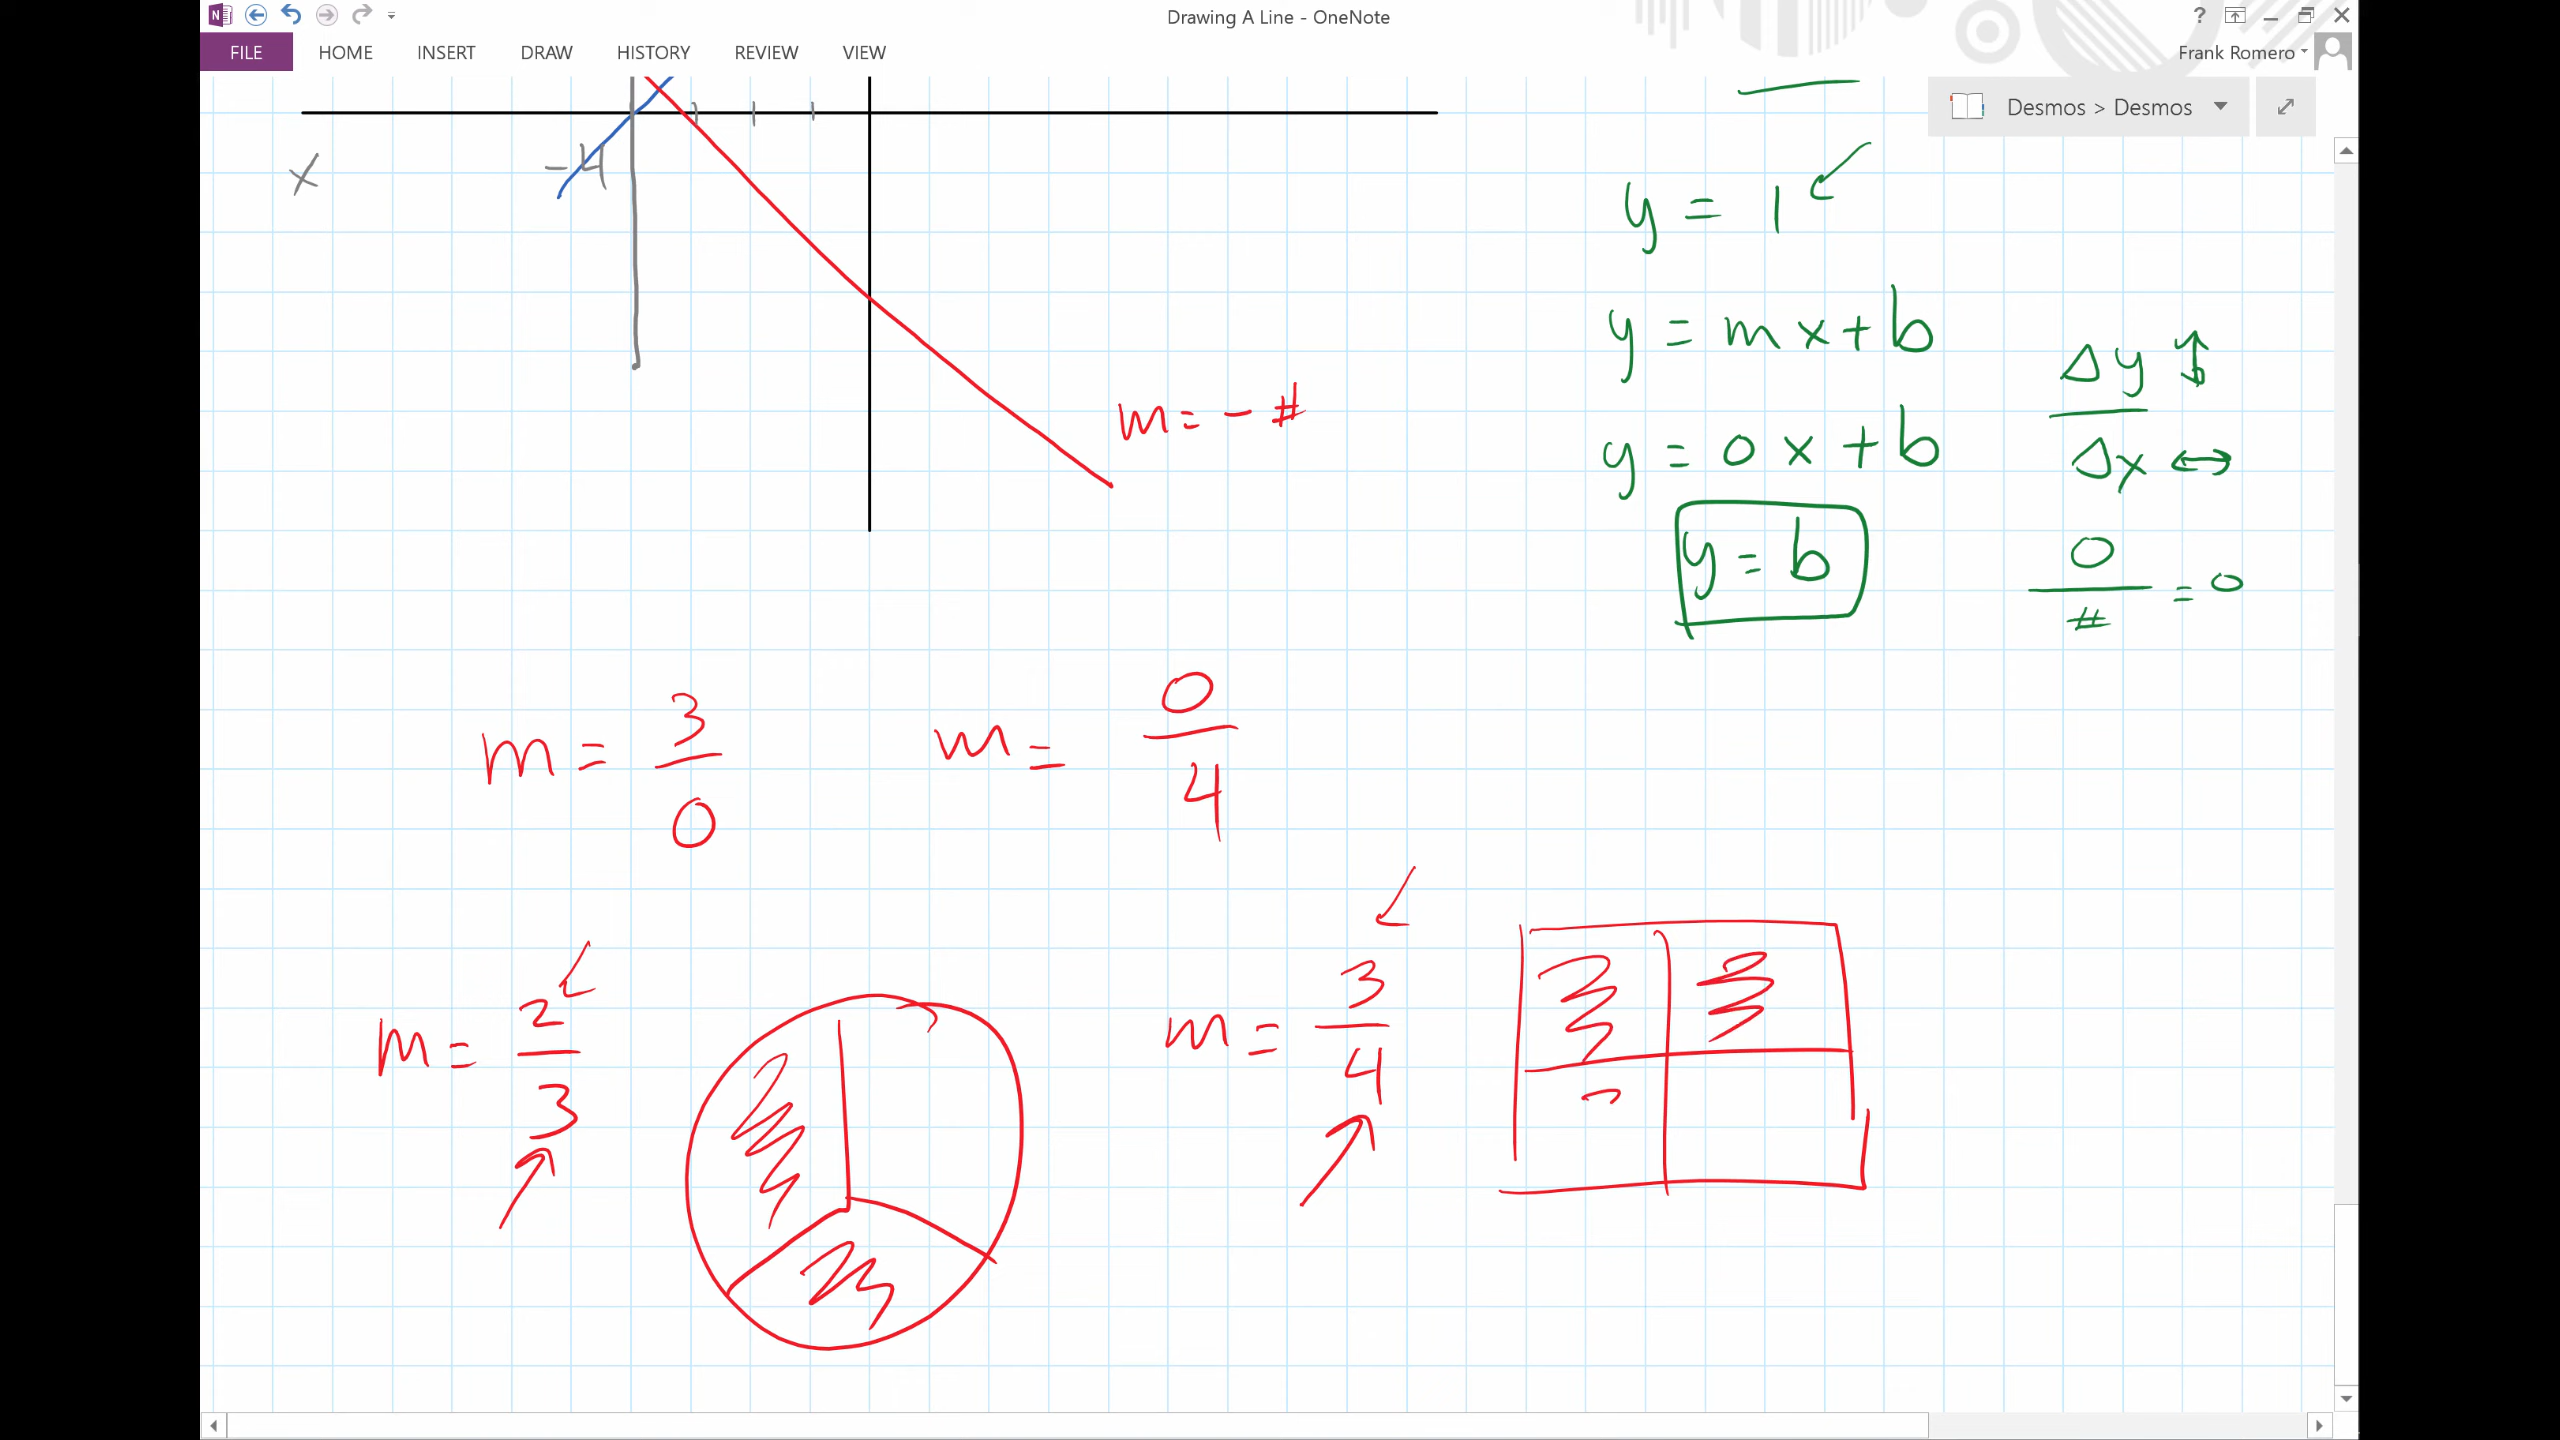 Drawing A Line - OneNote
?
FILE HOME INSERT DRAW HISTORY REVIEW VIEW
Frank Romero
Desmos > Desmos
x
-4
m = - #
y = 1
y = mx + b
y = 0x + b
y = b
Δy
Δx
0
# = 0
m = 3/0
m = 0/4
m = 2/3
m = 3/4